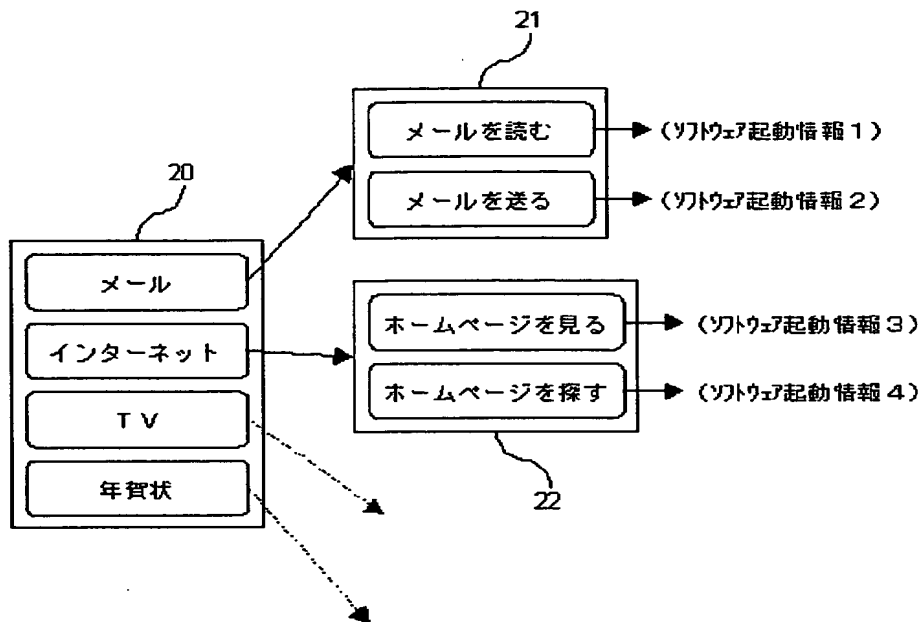 21
メールを読む
(ソフトウェア起動情報1)
メールを送る
(ソフトウェア起動情報2)
20
メール
インターネット
TV
年賀状
ホームページを見る
(ソフトウェア起動情報3)
ホームページを探す
(ソフトウェア起動情報4)
22